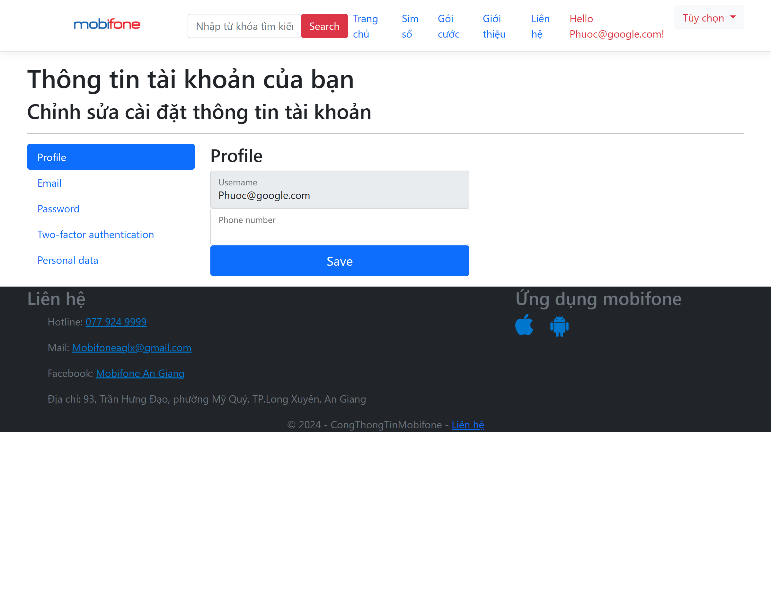 mobifone
Nhập từ khóa tìm kiế
Search
Trang chủ
Sim số
Gói cước
Giới thiệu
Liên hệ
Hello Phuoc@google.com!
Tùy chọn
Thông tin tài khoản của bạn
Chỉnh sửa cài đặt thông tin tài khoản
Profile
Email
Password
Two-factor authentication
Personal data
Profile
Username
Phuoc@google.com
Phone number
Save
Liên hệ
Hotline: 077 924 9999
Mail: Mobifoneaglx@gmail.com
Facebook: Mobifone An Giang
Địa chỉ: 93, Trần Hưng Đạo, phường Mỹ Quý, TP.Long Xuyên, An Giang
Ứng dụng mobifone
© 2024 - CongThongTinMobifone - Liên hệ